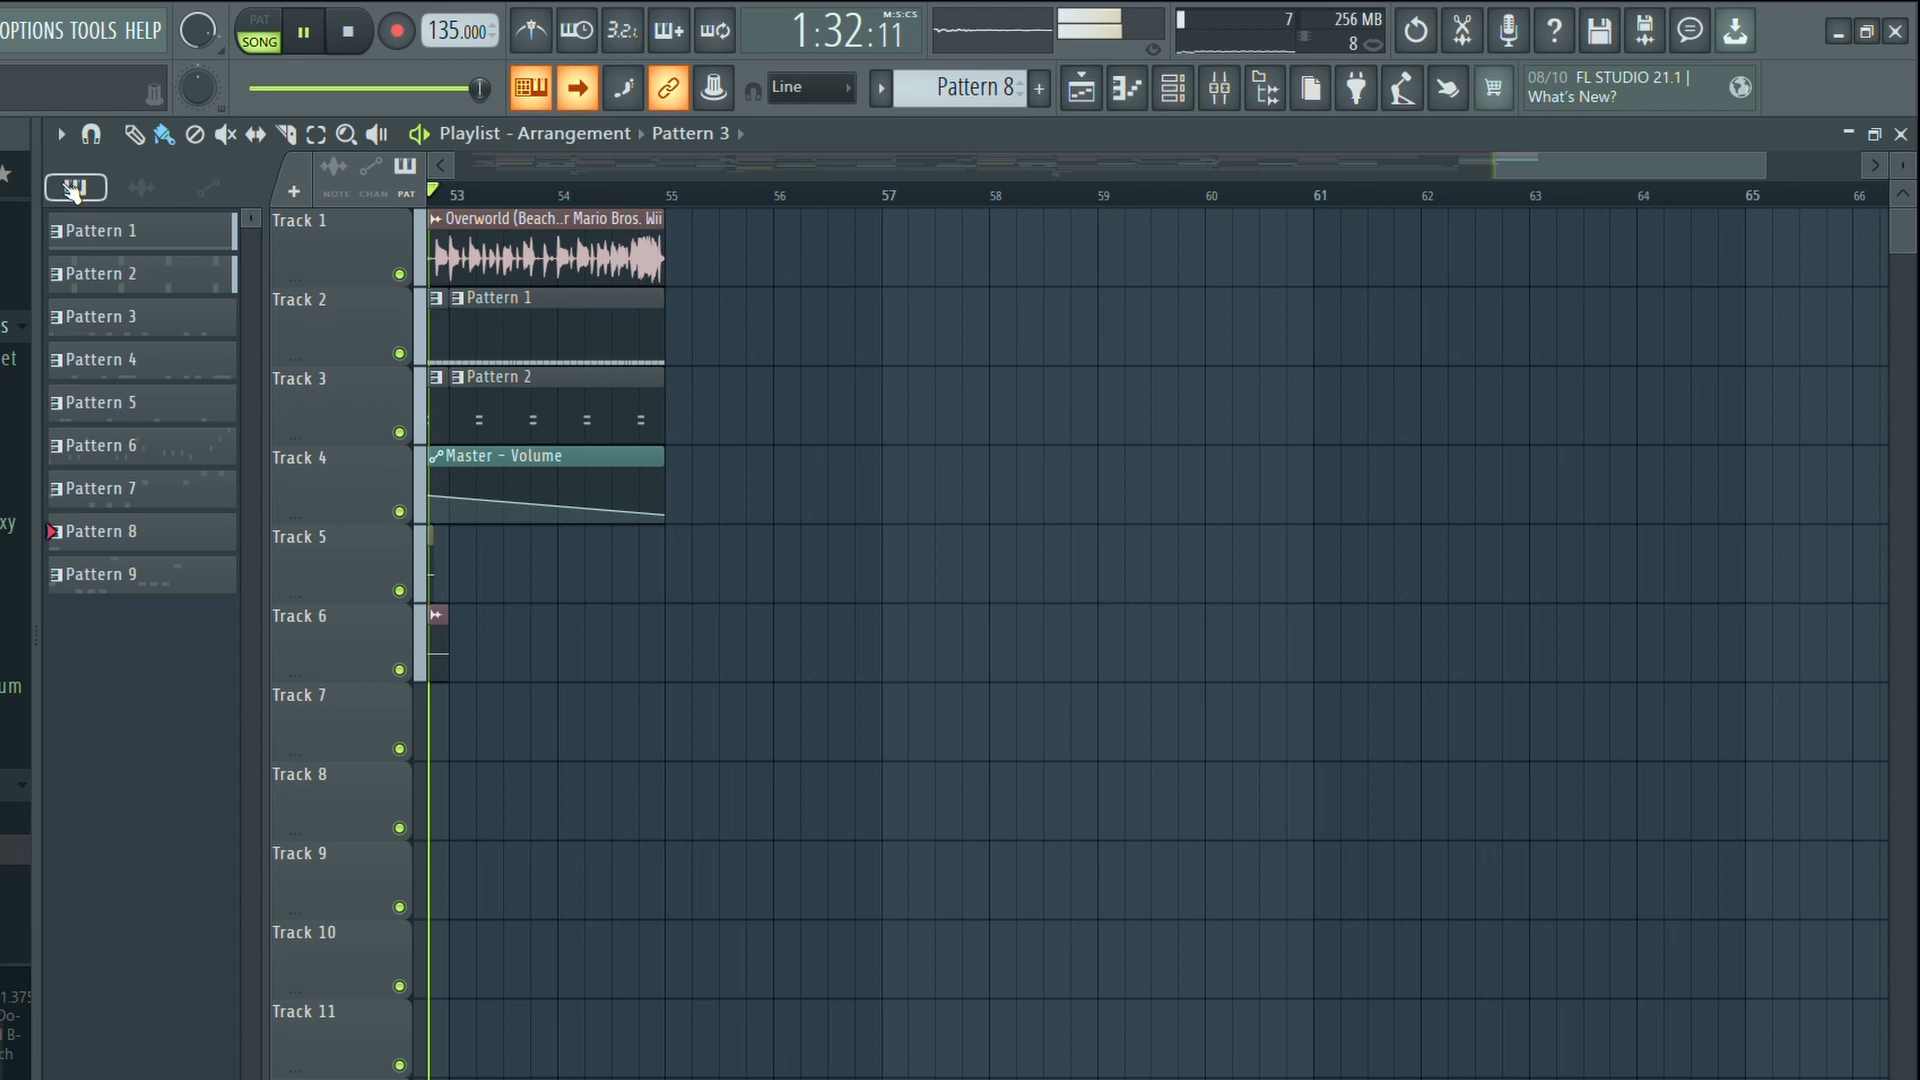 OPTIONS TOOLS HELP
PAT
SONG
135.000
3.2.
1:32:11
M:S:CS
7
256 MB
8
Line
Pattern 8
08/10 FL STUDIO 21.1 |
What's New?
Playlist - Arrangement › Pattern 3
NOTE CHAN PAT
53 54 55 56 57 58 59 60 61 62 63 64 65 66
Pattern 1
Pattern 2
Pattern 3
Pattern 4
Pattern 5
Pattern 6
Pattern 7
Pattern 8
Pattern 9
Track 1
Overworld (Beach..r Mario Bros. Wii
Track 2
Pattern 1
Track 3
Pattern 2
Track 4
Master - Volume
Track 5
Track 6
Track 7
Track 8
Track 9
Track 10
Track 11
s
et
xy
um
1.375
Do-
d B-
ch